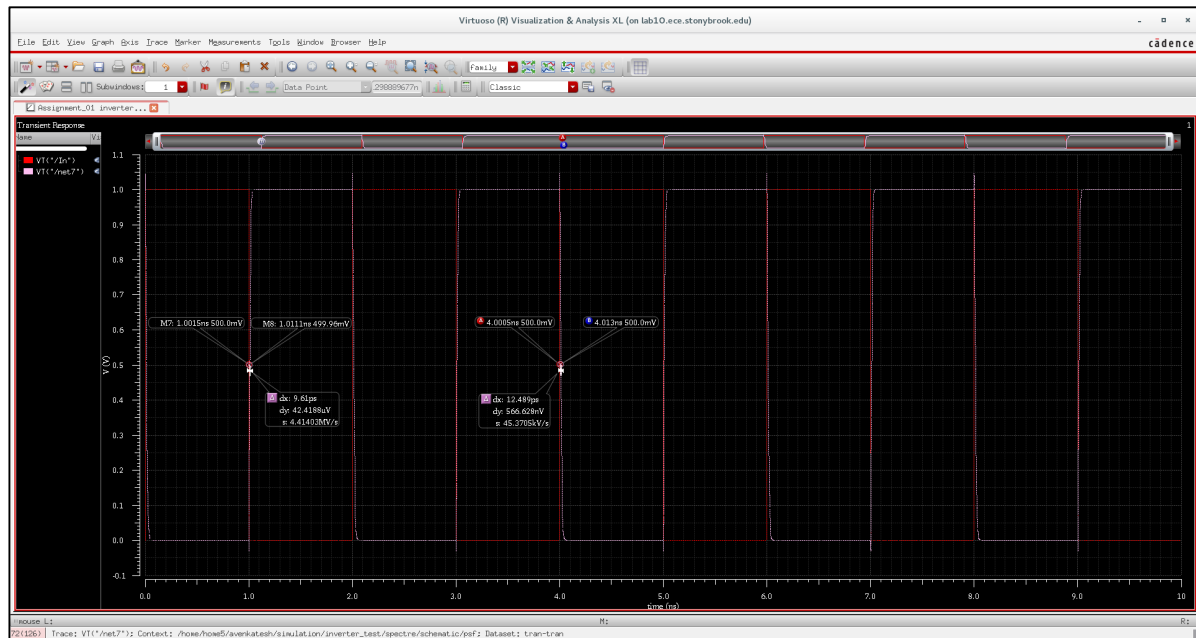 Virtuoso (R) Visualization & Analysis XL (on lab10.ece.stonybrook.edu)
File Edit View Graph Axis Trace Marker Measurements Tools Window Browser Help
cādence
Family
Subwindows: 1
Data Point
298889677n
Classic
Assignment_01 inverter...
Transient Response
1
Name
Vi
VT("/In")
VT("/net7")
1.1
1.0
0.9
0.8
0.7
0.6
0.5
0.4
0.3
0.2
0.1
0.0
-0.1
V (V)
M7: 1.0015ns 500.0mV
M8: 1.0111ns 499.96mV
A 4.0005ns 500.0mV
B 4.013ns 500.0mV
dx: 9.61ps
dy: 42.4188uV
s: 4.41403MV/s
dx: 12.489ps
dy: 566.628nV
s: 45.3705kV/s
0.0 1.0 2.0 3.0 4.0 5.0 6.0 7.0 8.0 9.0 10
time (ns)
mouse L: M: R:
72(126) Trace: VT("/net7"); Context: /home/home5/avenkatesh/simulation/inverter_test/spectre/schematic/psf; Dataset: tran-tran